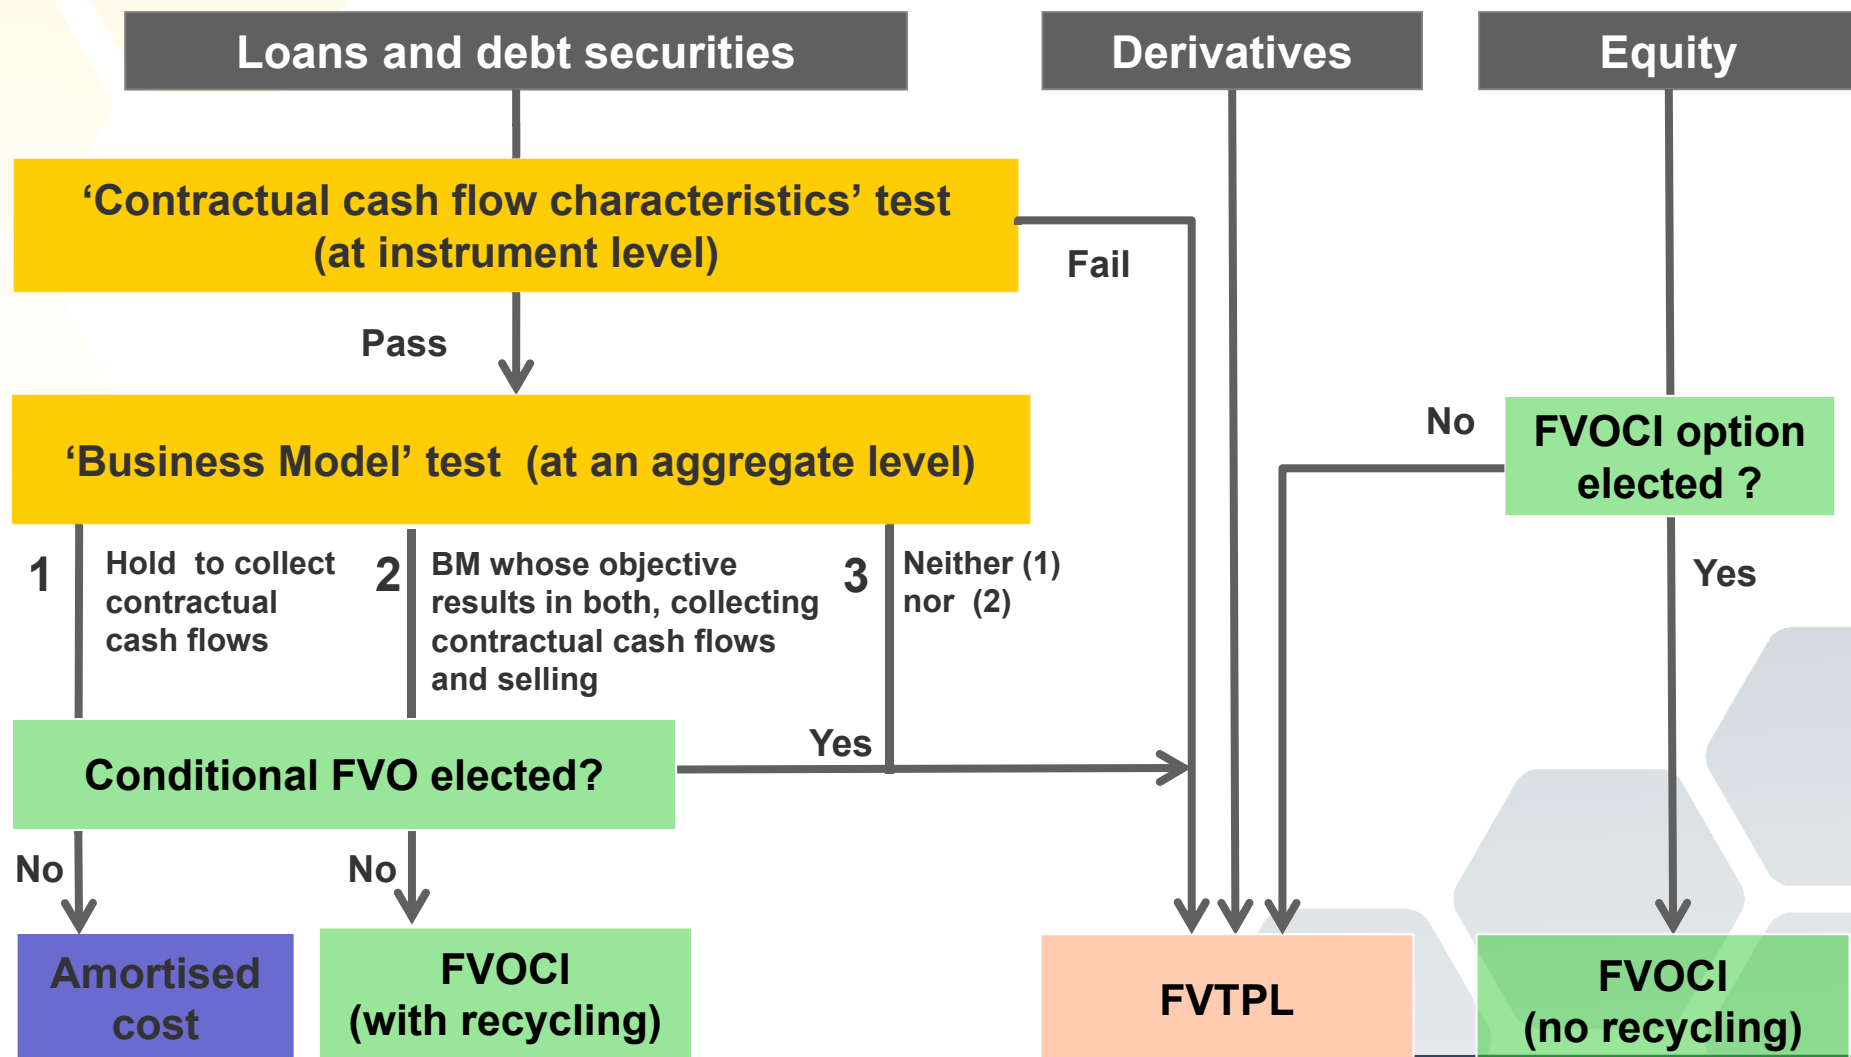 Loans and debt securities
Derivatives
Equity
‘Contractual cash flow characteristics’ test
(at instrument level)
Fail
Pass
‘Business Model’ test (at an aggregate level)
No
FVOCI option
elected ?
1
Hold to collect
contractual
cash flows
2
BM whose objective
results in both, collecting
contractual cash flows
and selling
3
Neither (1)
nor (2)
Yes
Conditional FVO elected?
Yes
No
No
Amortised
cost
FVOCI
(with recycling)
FVTPL
FVOCI
(no recycling)